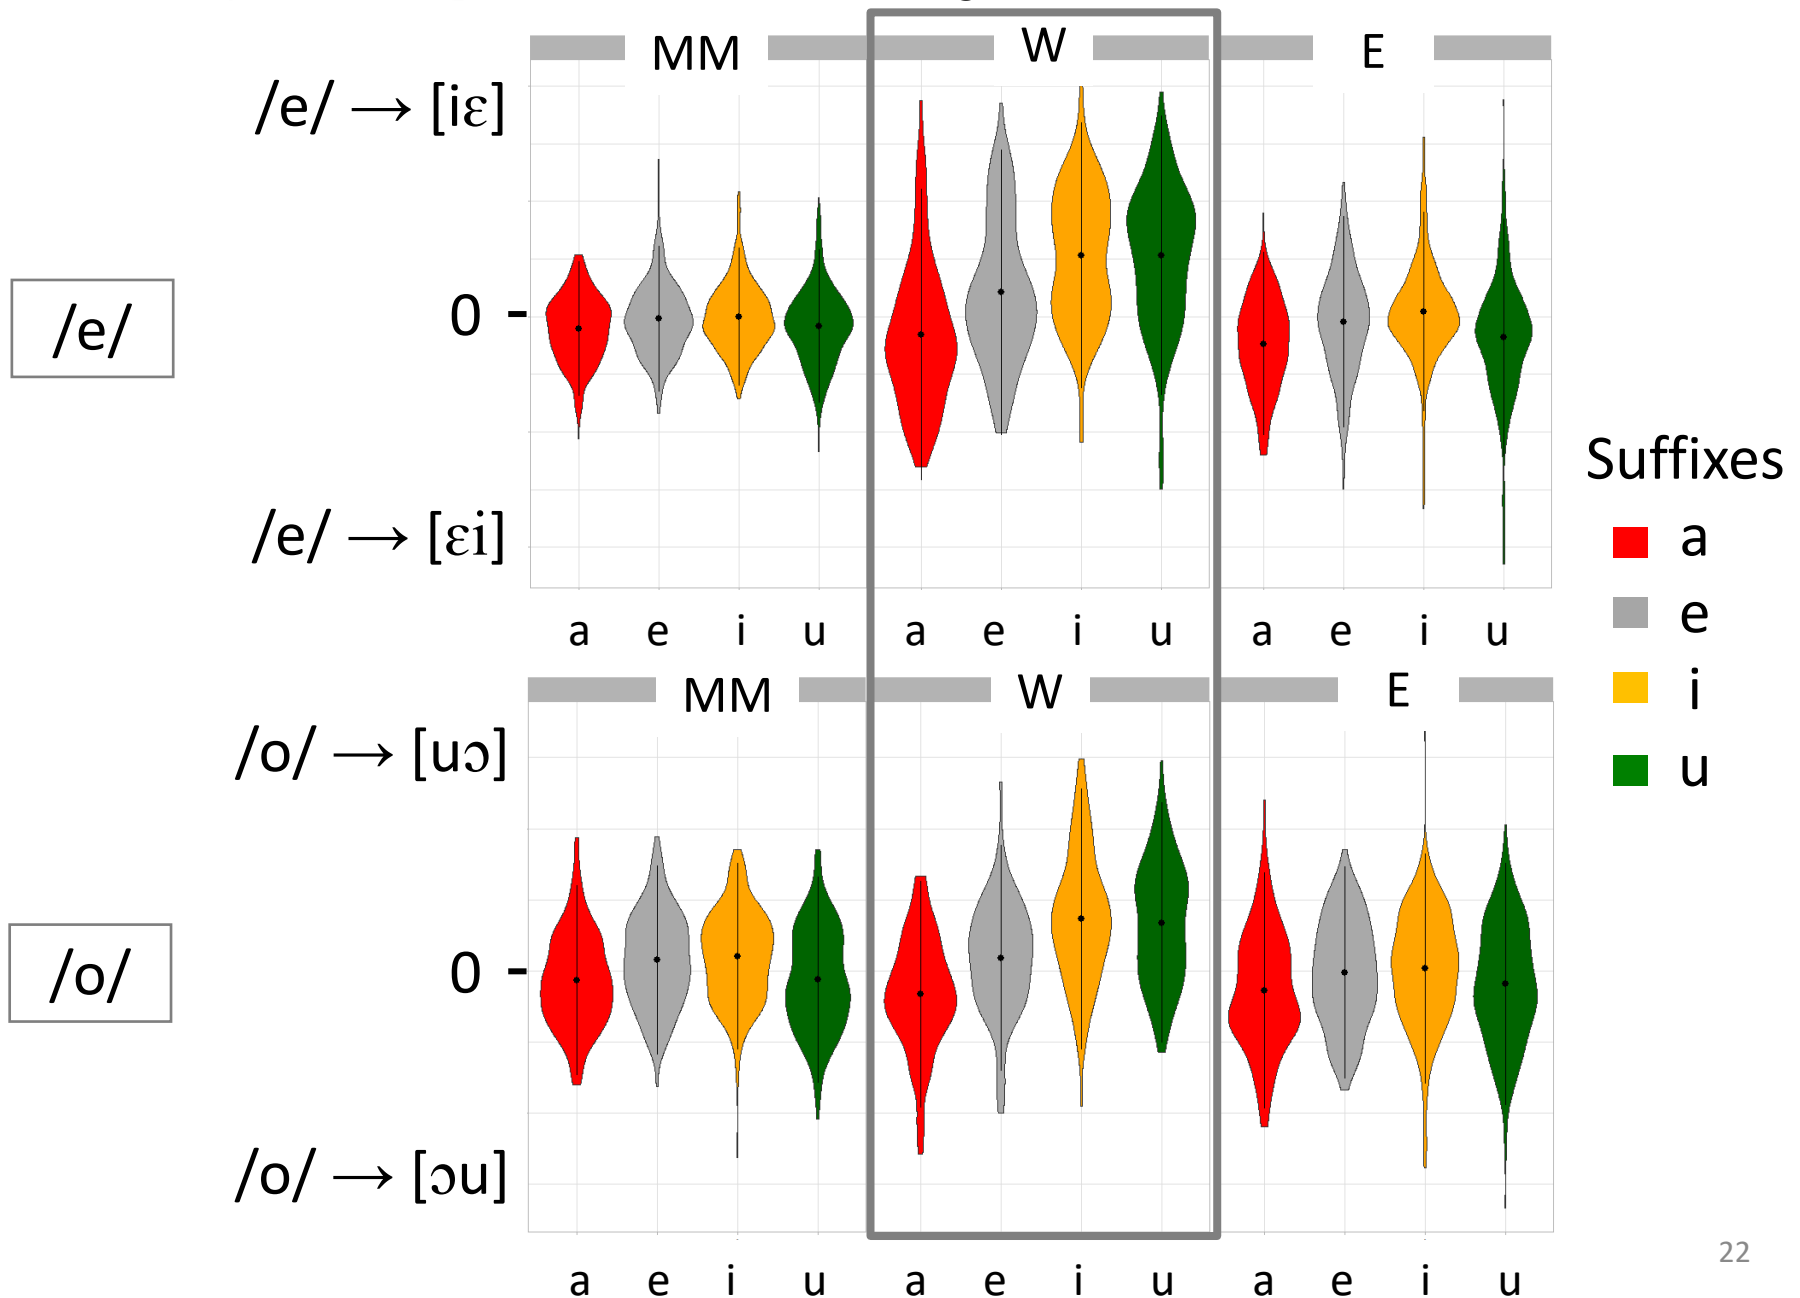 MM W E
/e/ → [iɛ]
0
/e/
/e/ → [ɛi]
a e i u a e i u a e i u
Suffixes
a
e
i
u
MM W E
/o/ → [uɔ]
0
/o/
/o/ → [ɔu]
a e i u a e i u a e i u
22